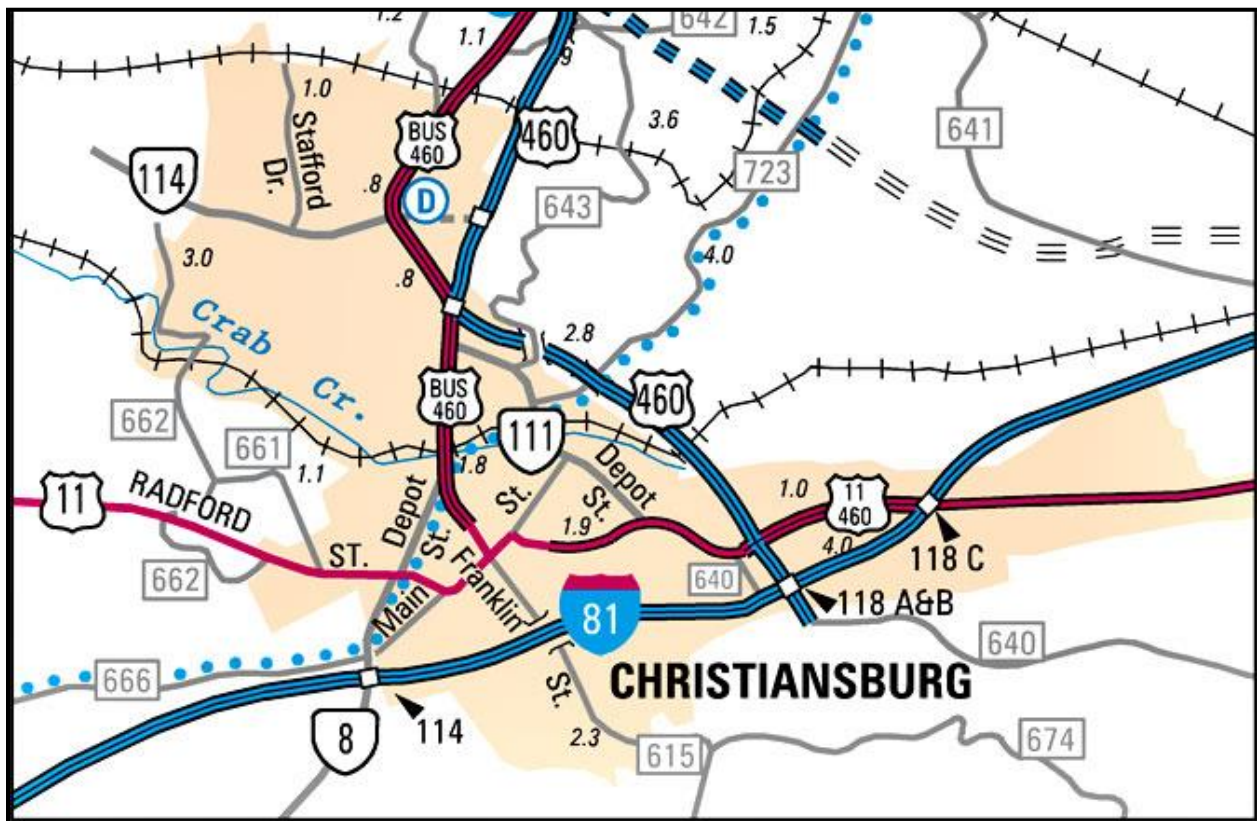 1.2
1.1
.9
642
1.5
1.0
Stafford
Dr.
BUS
460
460
3.6
641
114
.8
D
723
643
3.0
.8
4.0
Crab
Cr.
2.8
BUS
460
460
662
111
661
1.1
1.8
Depot
St.
11
RADFORD
ST.
Depot
St.
St.
1.9
1.0
11
460
4.0
118 C
662
Main
Franklin
St.
640
81
118 A&B
640
666
CHRISTIANSBURG
8
114
2.3
615
674